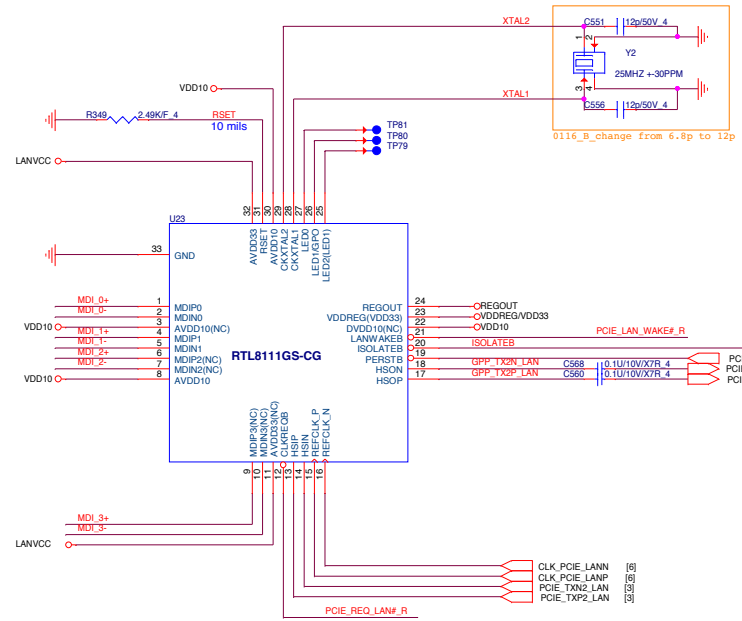 XTAL2
C551
12p/50V_4
1
2
Y2
25MHZ +-30PPM
3
4
XTAL1
C556
12p/50V_4
0116_B_change from 6.8p to 12p
VDD10
R349
2.49K/F_4
RSET
10 mils
TP81
TP80
TP79
LANVCC
32
31
30
29
28
27
26
25
U23
AVDD33
RSET
AVDD10
CKXTAL2
CKXTAL1
LED0
LED1/GPO
LED2(LED1)
33
GND
MDI_0+
1
MDIP0
MDI_0-
2
MDIN0
VDD10
3
AVDD10(NC)
MDI_1+
4
MDIP1
MDI_1-
5
MDIN1
MDI_2+
6
MDIP2(NC)
MDI_2-
7
MDIN2(NC)
VDD10
8
AVDD10
RTL8111GS-CG
REGOUT
24
REGOUT
VDDREG(VDD33)
23
VDDREG/VDD33
DVDD10(NC)
22
VDD10
LANWAKEB
21
PCIE_LAN_WAKE#_R
ISOLATEB
20
ISOLATEB
PERSTB
19
PC
HSON
18
GPP_TX2N_LAN
C568
0.1U/10V/X7R_4
PCIE
HSOP
17
GPP_TX2P_LAN
C560
0.1U/10V/X7R_4
PCI
MDIP3(NC)
MDIN3(NC)
AVDD33(NC)
CLKREQB
HSIP
HSIN
REFCLK_P
REFCLK_N
9
10
11
12
13
14
15
16
MDI_3+
MDI_3-
LANVCC
CLK_PCIE_LANN [6]
CLK_PCIE_LANP [6]
PCIE_TXN2_LAN [3]
PCIE_TXP2_LAN [3]
PCIE_REQ_LAN#_R